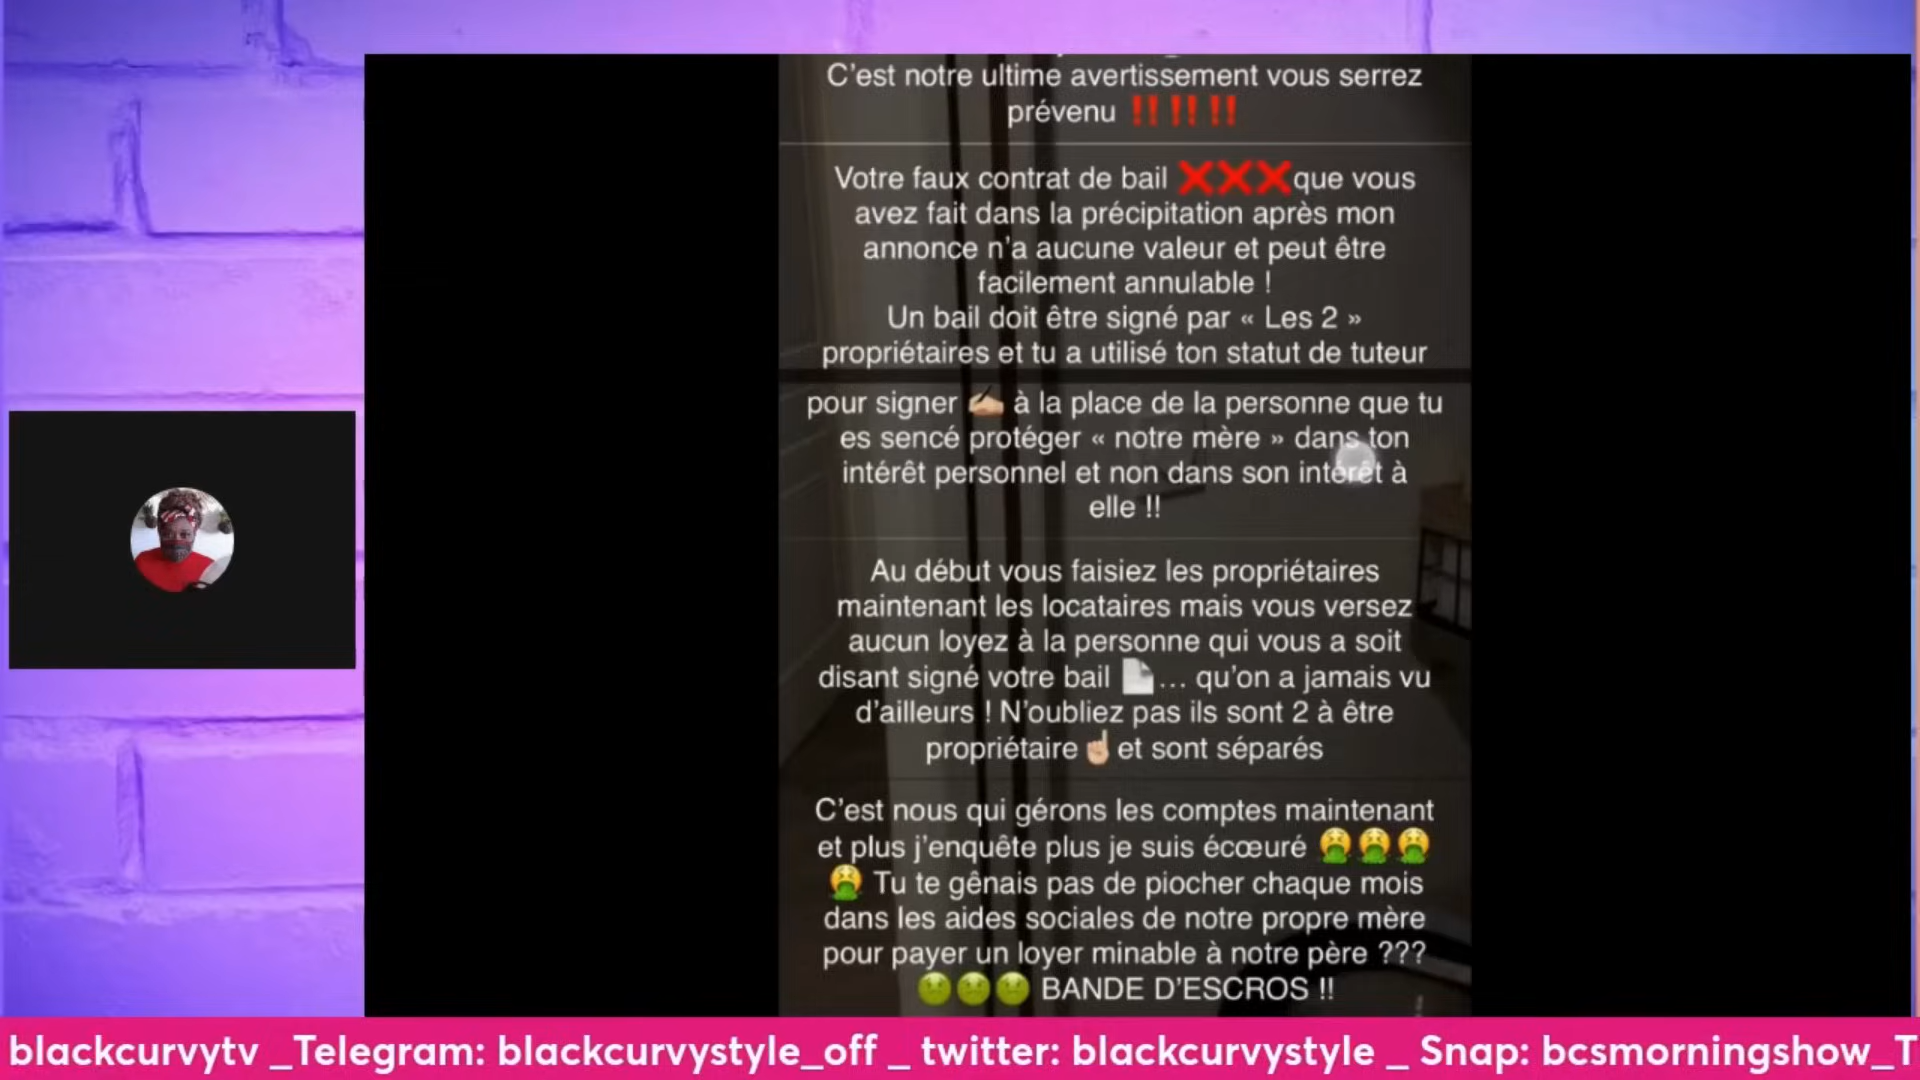 C'est notre ultime avertissement vous serrez
prévenu ‼️‼️‼️
Votre faux contrat de bail ❌❌❌que vous
avez fait dans la précipitation après mon
annonce n'a aucune valeur et peut être
facilement annulable !
Un bail doit être signé par « Les 2 »
propriétaires et tu a utilisé ton statut de tuteur
pour signer ✍🏼 à la place de la personne que tu
es sencé protéger « notre mère » dans ton
intérêt personnel et non dans son intérêt à
elle !!
Au début vous faisiez les propriétaires
maintenant les locataires mais vous versez
aucun loyez à la personne qui vous a soit
disant signé votre bail 📄... qu'on a jamais vu
d'ailleurs ! N'oubliez pas ils sont 2 à être
propriétaire ☝🏼et sont séparés
C'est nous qui gérons les comptes maintenant
et plus j'enquête plus je suis écœuré 🤮🤮🤮
🤮 Tu te gênais pas de piocher chaque mois
dans les aides sociales de notre propre mère
pour payer un loyer minable à notre père ???
🤢🤢🤢 BANDE D'ESCROS !!
blackcurvytv _Telegram: blackcurvystyle_off _ twitter: blackcurvystyle _ Snap: bcsmorningshow_T